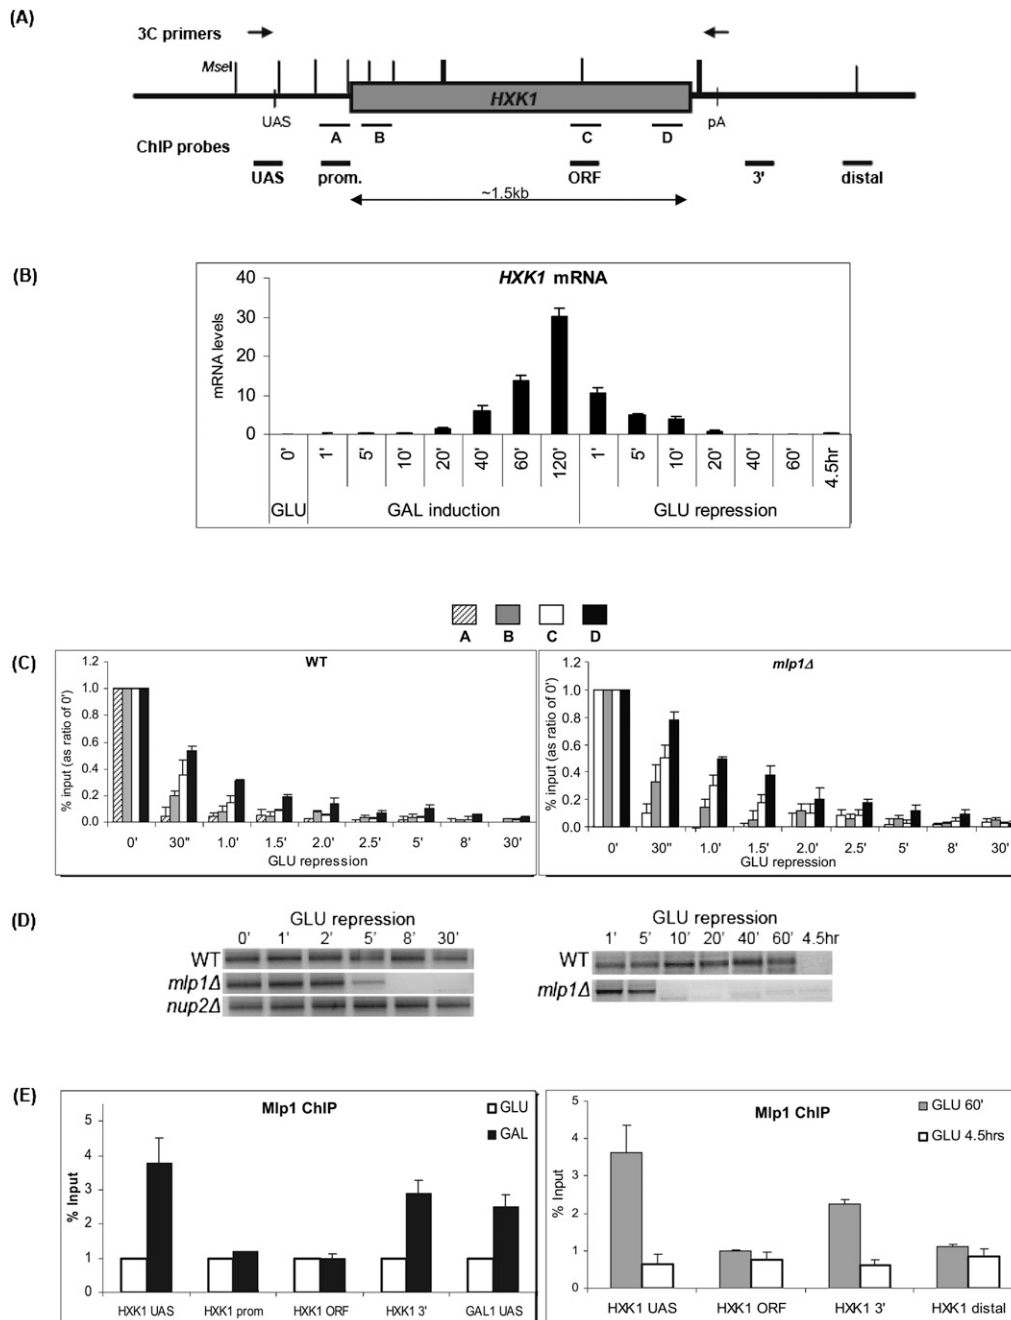 (A)
3C primers
MseI
HXK1
UAS
pA
A
B
C
D
ChIP probes
UAS
prom.
ORF
3'
distal
~1.5kb
(B)
HXK1 mRNA
mRNA levels
40
30
20
10
0
0' 1' 5' 10' 20' 40' 60' 120' 1' 5' 10' 20' 40' 60' 4.5hr
GLU GAL induction GLU repression
A B C D
(C)
WT
% input (as ratio of 0')
1.2
1.0
0.8
0.6
0.4
0.2
0.0
0' 30" 1.0' 1.5' 2.0' 2.5' 5' 8' 30'
GLU repression
mlp1Δ
% input (as ratio of 0')
1.2
1.0
0.8
0.6
0.4
0.2
0.0
0' 30" 1.0' 1.5' 2.0' 2.5' 5' 8' 30'
GLU repression
(D)
GLU repression
0' 1' 2' 5' 8' 30'
WT
mlp1Δ
nup2Δ
GLU repression
1' 5' 10' 20' 40' 60' 4.5hr
WT
mlp1Δ
(E)
Mlp1 ChIP
GLU
GAL
% Input
5
4
3
2
1
0
HXK1 UAS HXK1 prom HXK1 ORF HXK1 3' GAL1 UAS
Mlp1 ChIP
GLU 60'
GLU 4.5hrs
% Input
5
4
3
2
1
0
HXK1 UAS HXK1 ORF HXK1 3' HXK1 distal